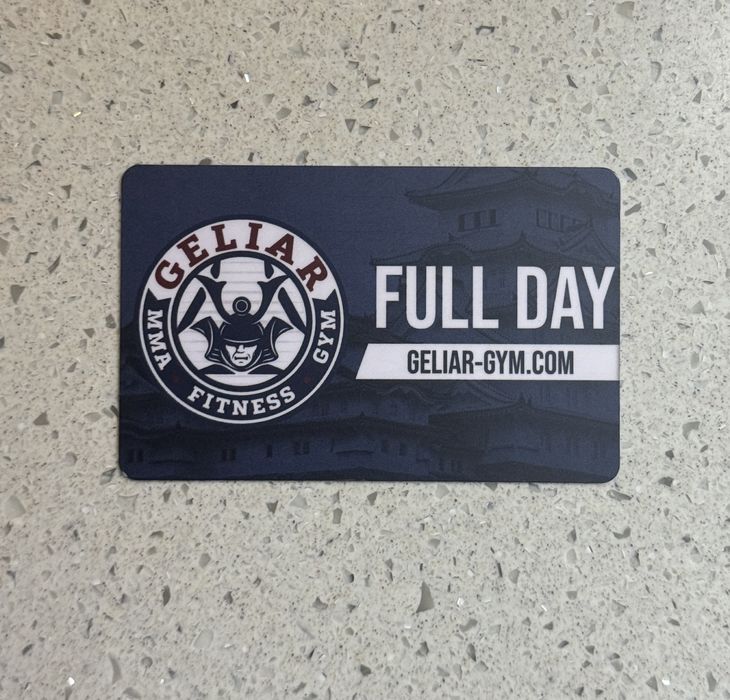 GELIAR
MMA
FITNESS
GYM
FULL DAY
GELIAR-GYM.COM